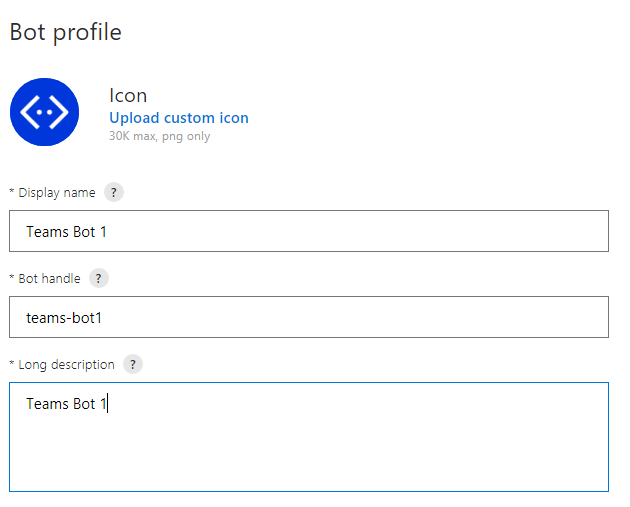 Bot profile
Icon
Upload custom icon
30K max, png only
* Display name ?
Teams Bot 1
* Bot handle ?
teams-bot1
* Long description ?
Teams Bot 1